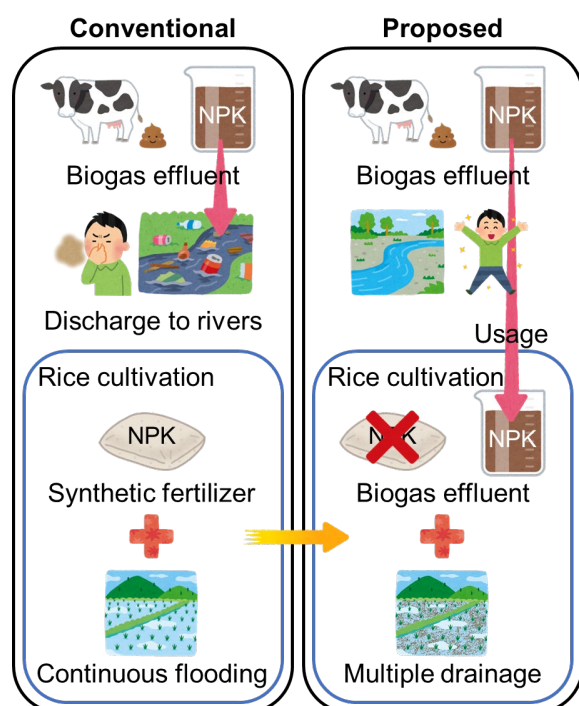 Conventional
NPK
Biogas effluent
Discharge to rivers
Rice cultivation
NPK
Synthetic fertilizer
Continuous flooding
Proposed
NPK
Biogas effluent
Usage
Rice cultivation
NPK
NPK
Biogas effluent
Multiple drainage